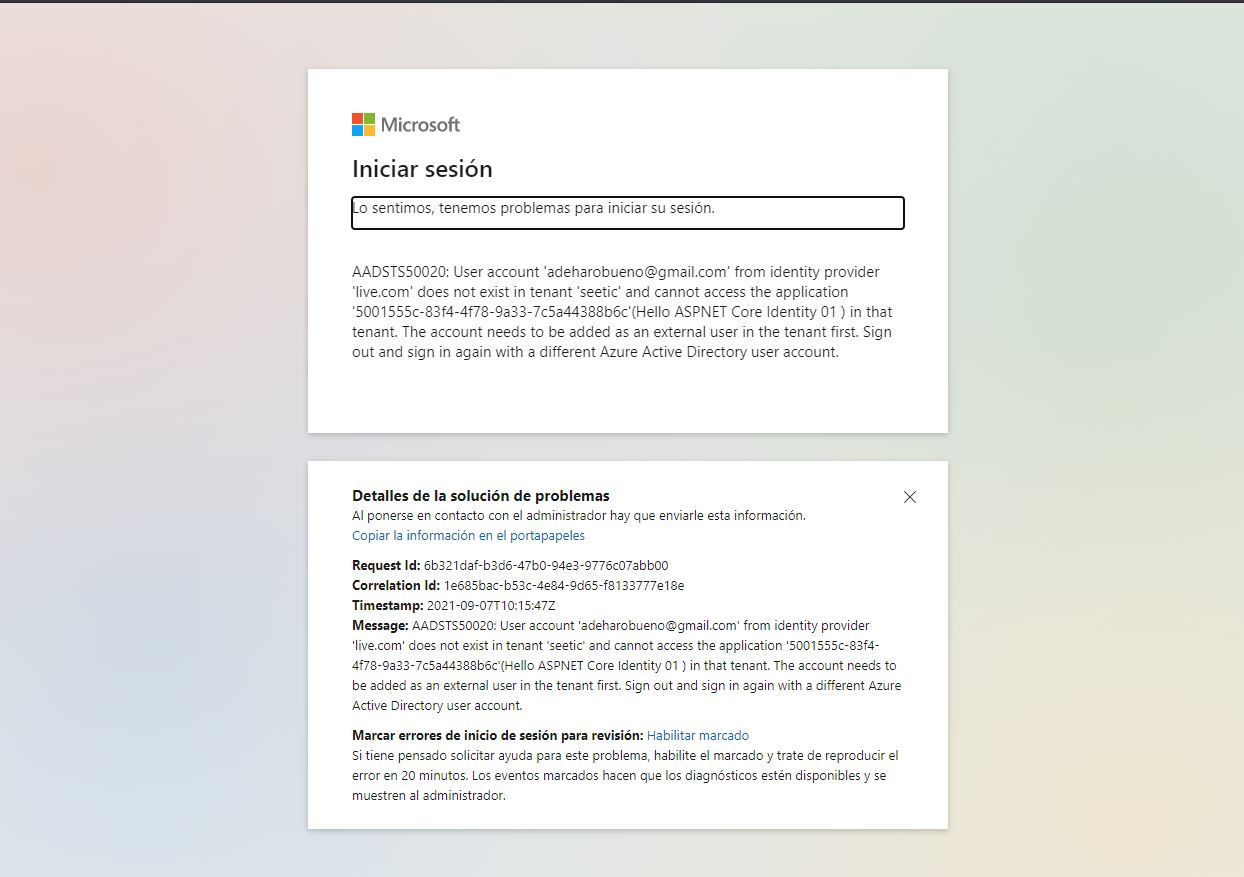 Microsoft
Iniciar sesión
Lo sentimos, tenemos problemas para iniciar su sesión.
AADSTS50020: User account 'adeharobueno@gmail.com' from identity provider
'live.com' does not exist in tenant 'seetic' and cannot access the application
'5001555c-83f4-4f78-9a33-7c5a44388b6c'(Hello ASPNET Core Identity 01 ) in that
tenant. The account needs to be added as an external user in the tenant first. Sign
out and sign in again with a different Azure Active Directory user account.
Detalles de la solución de problemas
Al ponerse en contacto con el administrador hay que enviarle esta información.
Copiar la información en el portapapeles
Request Id: 6b321daf-b3d6-47b0-94e3-9776c07abb00
Correlation Id: 1e685bac-b53c-4e84-9d65-f8133777e18e
Timestamp: 2021-09-07T10:15:47Z
Message: AADSTS50020: User account 'adeharobueno@gmail.com' from identity provider
'live.com' does not exist in tenant 'seetic' and cannot access the application '5001555c-83f4-
4f78-9a33-7c5a44388b6c'(Hello ASPNET Core Identity 01 ) in that tenant. The account needs to
be added as an external user in the tenant first. Sign out and sign in again with a different Azure
Active Directory user account.
Marcar errores de inicio de sesión para revisión: Habilitar marcado
Si tiene pensado solicitar ayuda para este problema, habilite el marcado y trate de reproducir el
error en 20 minutos. Los eventos marcados hacen que los diagnósticos estén disponibles y se
muestren al administrador.